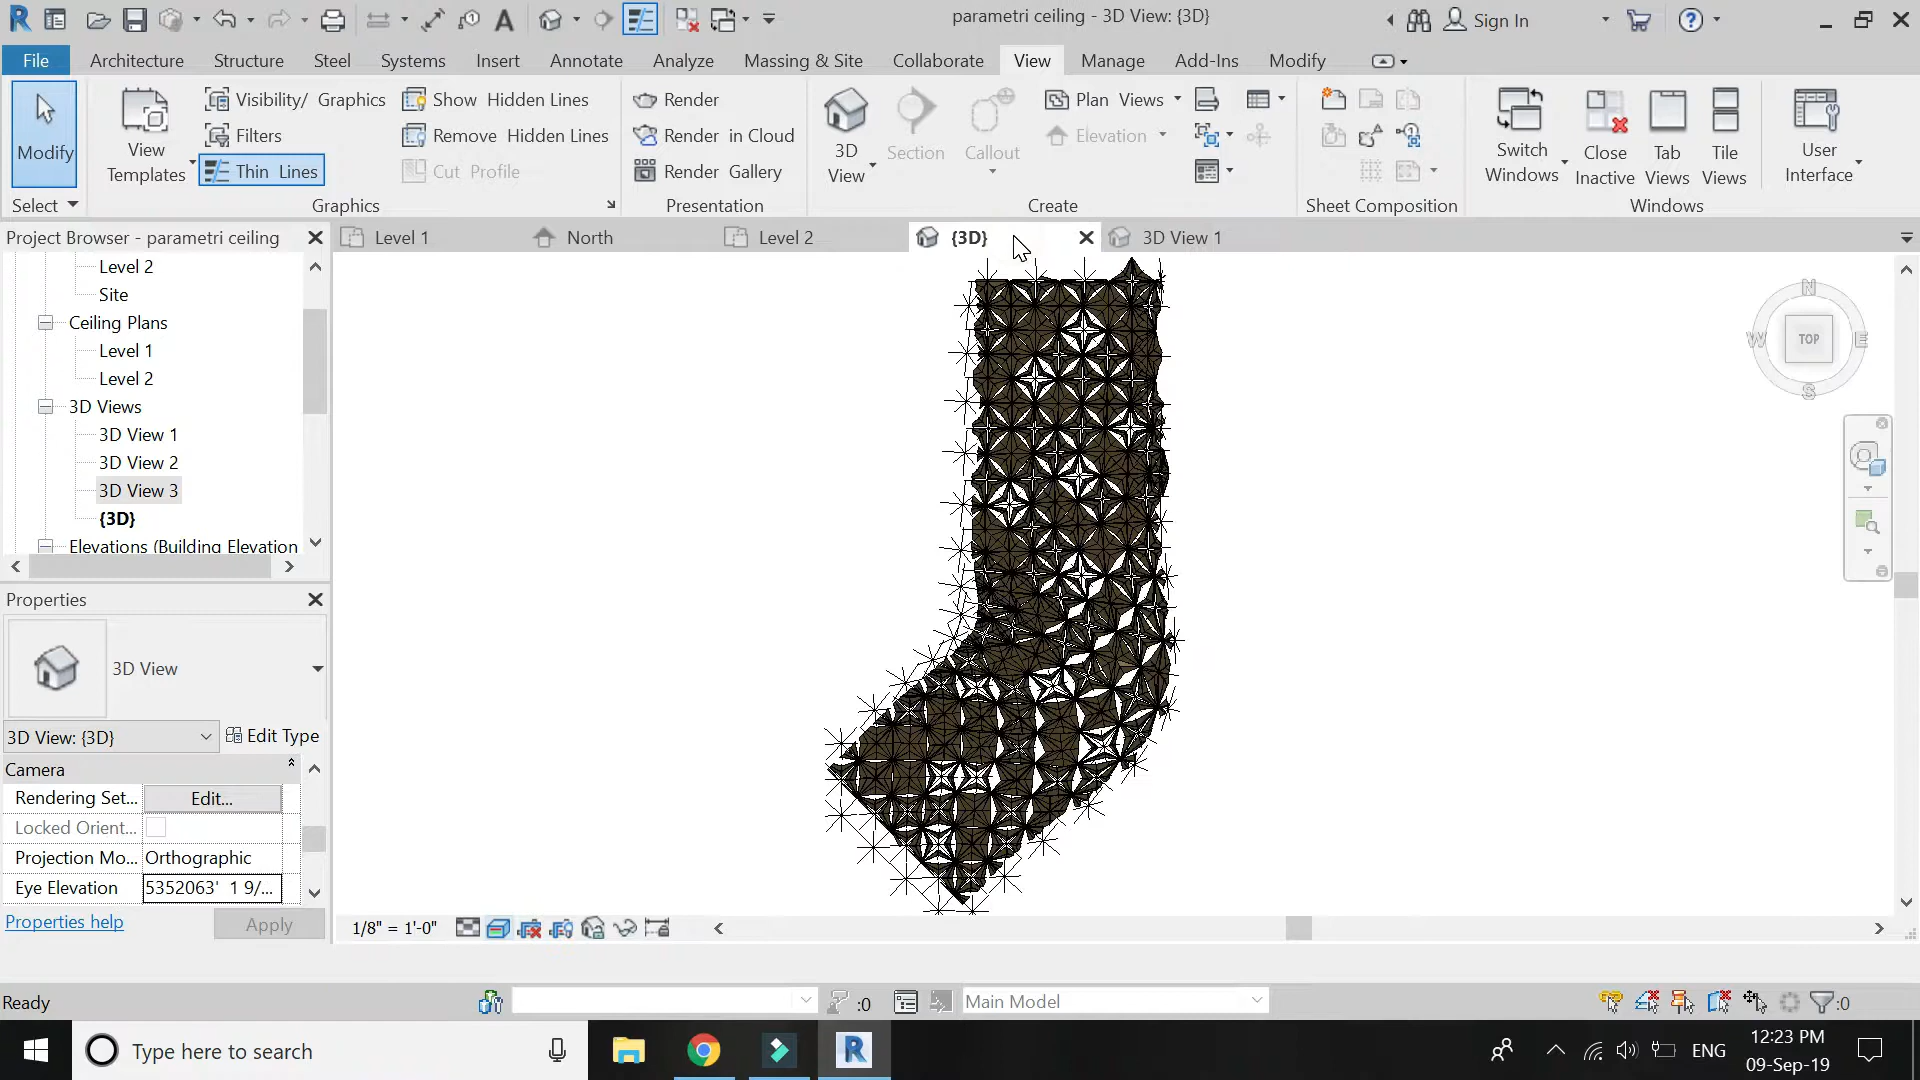 parametri ceiling - 3D View: {3D}
Sign In
File
Architecture
Structure
Steel
Systems
Insert
Annotate
Analyze
Massing & Site
Collaborate
View
Manage
Add-Ins
Modify
Modify
View Templates
Visibility/ Graphics
Filters
Thin Lines
Show Hidden Lines
Remove Hidden Lines
Cut Profile
Render
Render in Cloud
Render Gallery
3D View
Section
Callout
Plan Views
Elevation
Switch Windows
Close Inactive
Tab Views
Tile Views
User Interface
Select
Graphics
Presentation
Create
Sheet Composition
Windows
Project Browser - parametri ceiling
Level 1
North
Level 2
{3D}
3D View 1
Level 2
Site
Ceiling Plans
Level 1
Level 2
3D Views
3D View 1
3D View 2
3D View 3
{3D}
Elevations (Building Elevation
N
W
TOP
E
S
Properties
3D View
3D View: {3D}
Edit Type
Camera
Rendering Set...
Edit...
Locked Orient...
Projection Mo...
Orthographic
Eye Elevation
5352063' 1 9/...
Properties help
Apply
1/8" = 1'-0"
Ready
:0
Main Model
:0
Type here to search
ENG
12:23 PM
09-Sep-19